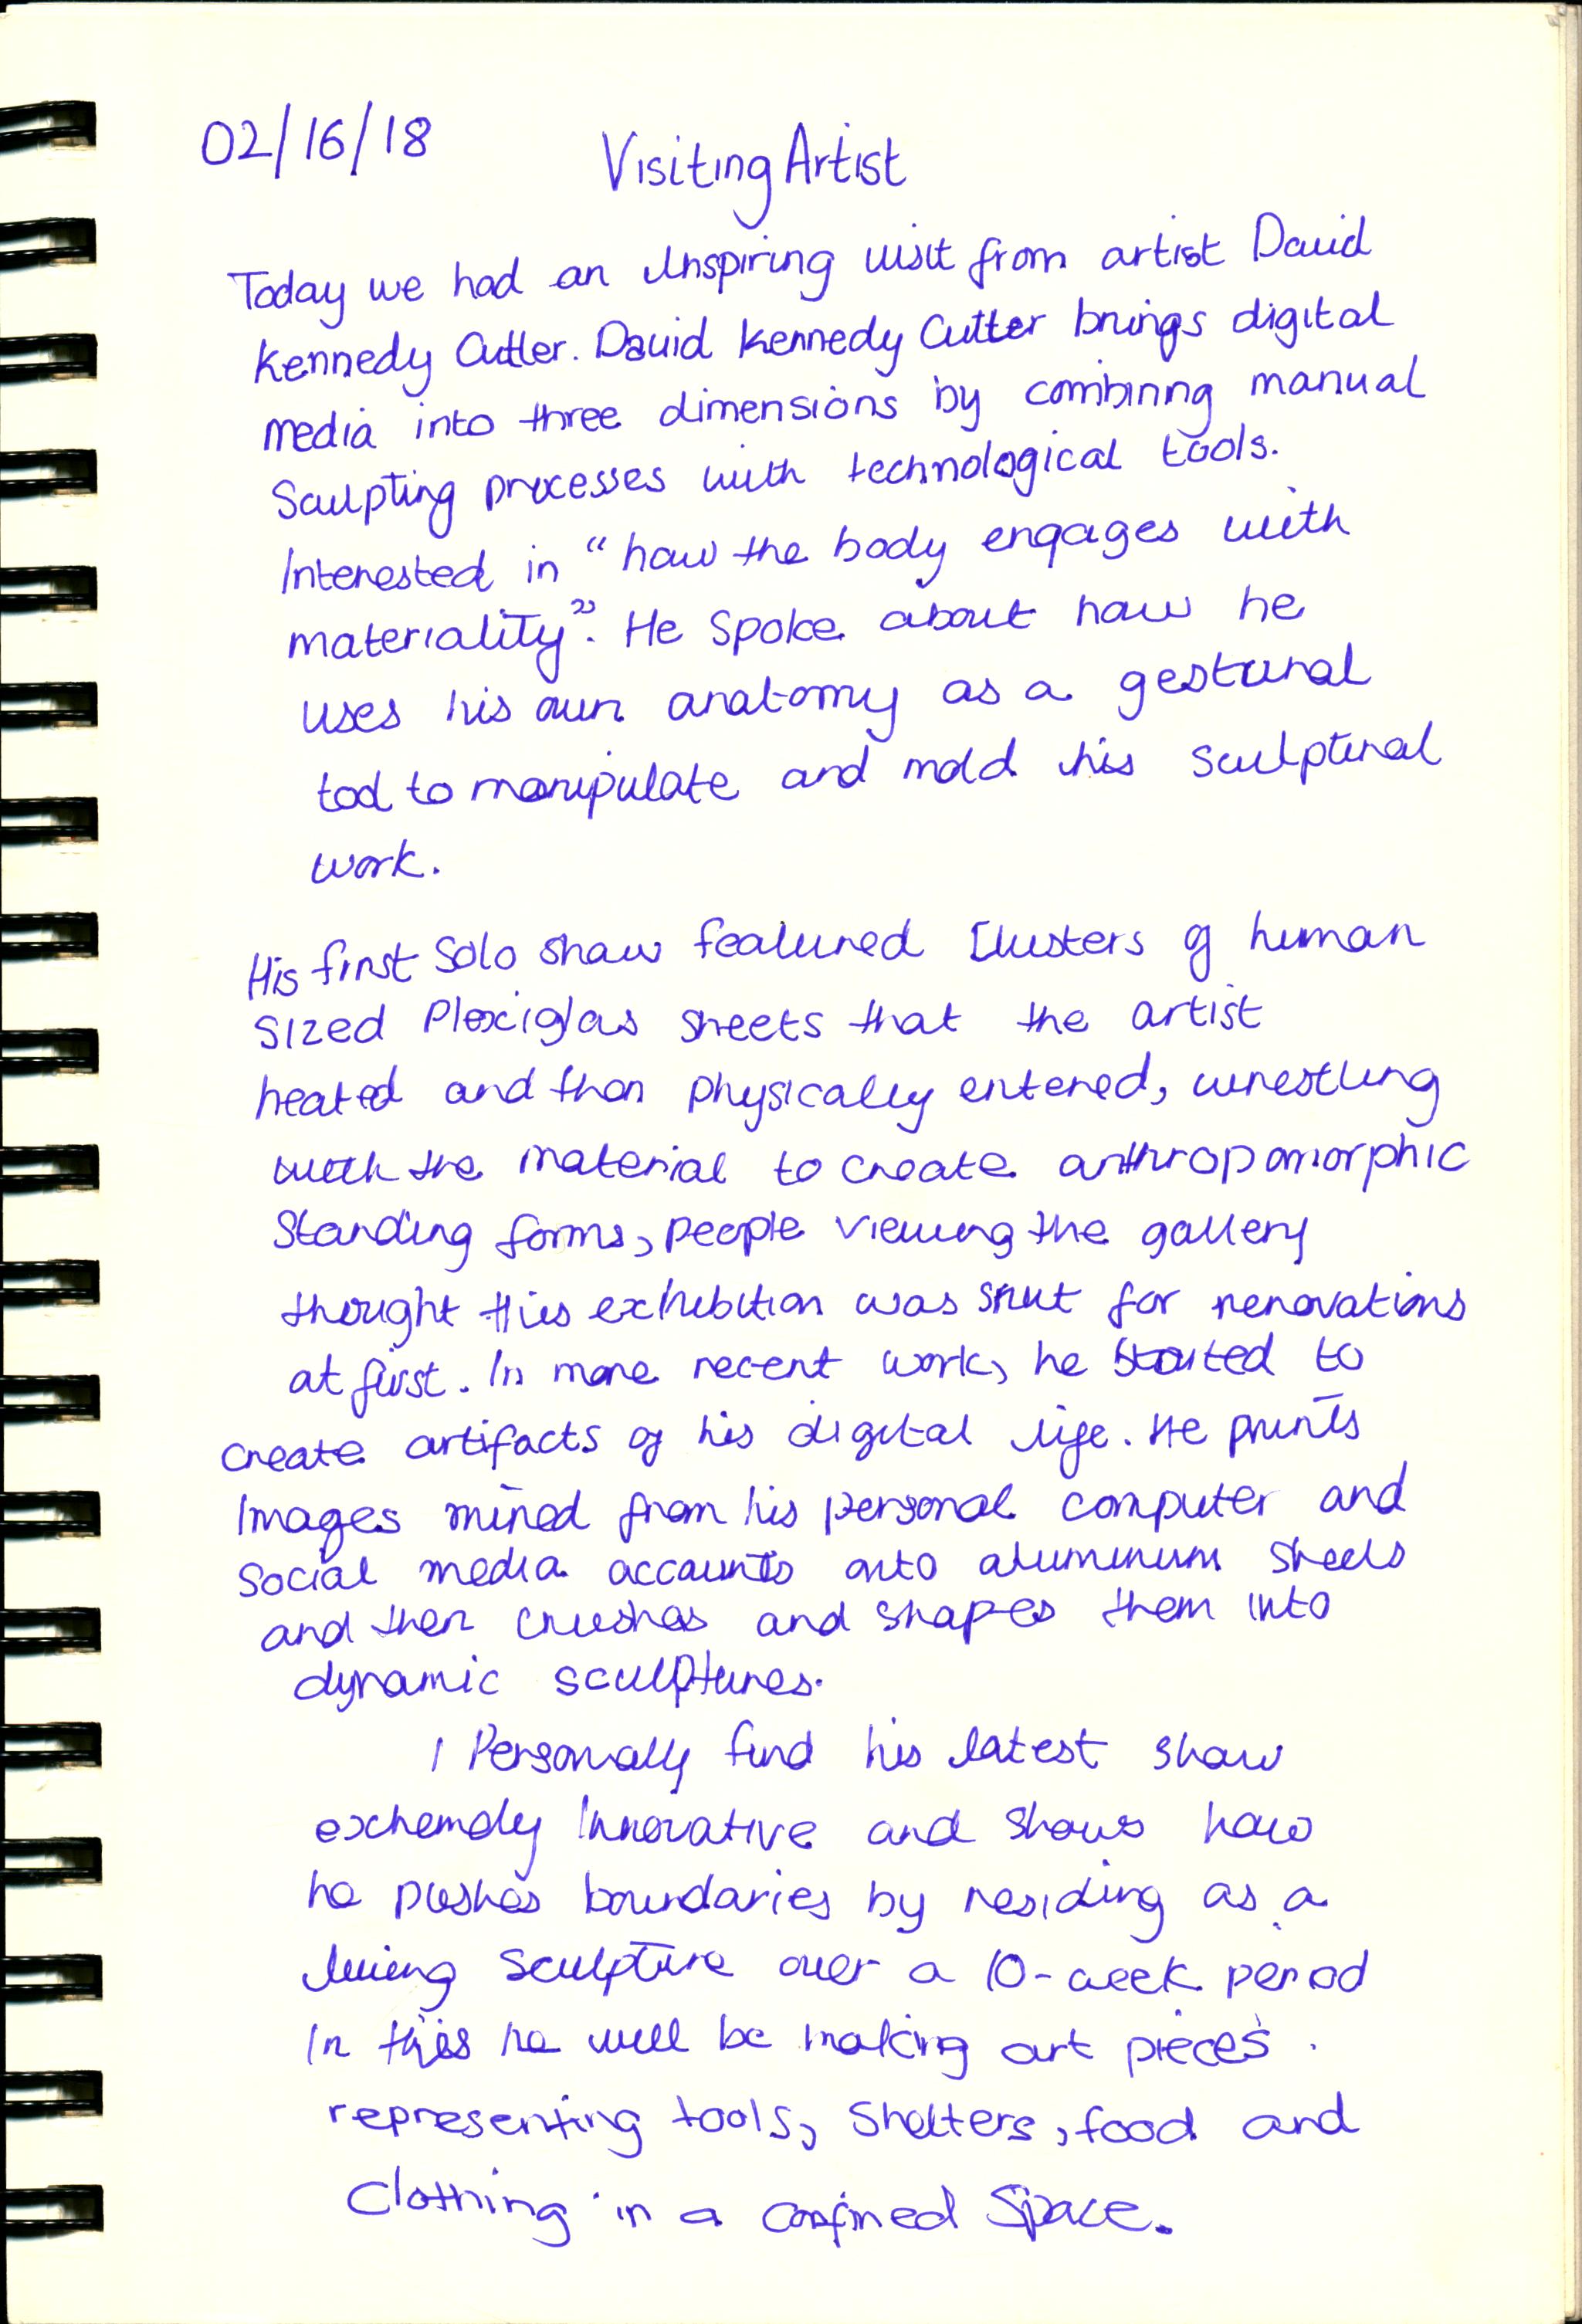 02/16/18
Visiting Artist
Today we had an Inspiring visit from artist David
Kennedy Cutler. David Kennedy Cutter brings digital
media into three dimensions by combining manual
Sculpting processes with technological tools.
Interested in "how the body engages with
materiality". He spoke about how he
uses his own anatomy as a gestural
tool to manipulate and mold his sculptural
work.
His first Solo show featured Clusters of human
sized Plexiglas sheets that the artist
heated and then physically entered, wrestling
with the material to create anthropomorphic
Standing forms, people viewing the gallery
thought this exhibition was shut for renovations
at first. In more recent work, he started to
create artifacts of his digital life. He prints
Images mined from his personal computer and
social media accounts onto aluminum sheets
and then crushes and shapes them into
dynamic sculptures.
I Personally find his latest show
extremely Innovative and shows how
he pushes boundaries by residing as a
living sculpture over a 10-week period
In this he will be making art pieces.
representing tools, Shelters, food and
Clothing in a confined Space.